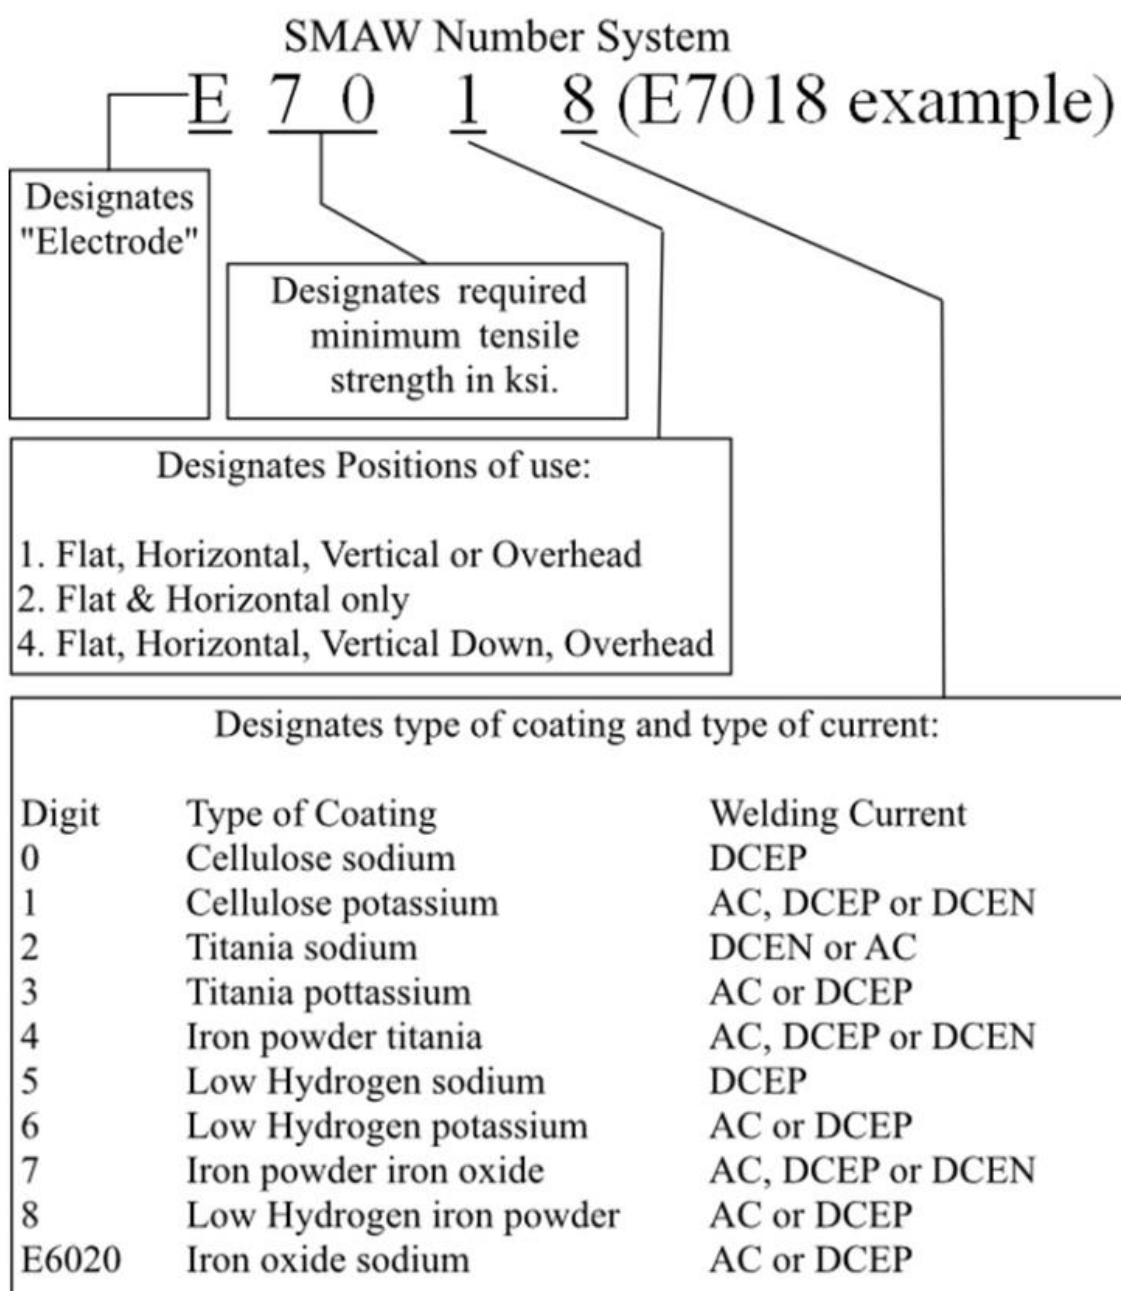 SMAW Number System
E 7 0 1 8 (E7018 example)
Designates
"Electrode"
Designates required
minimum tensile
strength in ksi.
Designates Positions of use:
1. Flat, Horizontal, Vertical or Overhead
2. Flat & Horizontal only
4. Flat, Horizontal, Vertical Down, Overhead
Designates type of coating and type of current:
Digit Type of Coating Welding Current
0 Cellulose sodium DCEP
1 Cellulose potassium AC, DCEP or DCEN
2 Titania sodium DCEN or AC
3 Titania pottassium AC or DCEP
4 Iron powder titania AC, DCEP or DCEN
5 Low Hydrogen sodium DCEP
6 Low Hydrogen potassium AC or DCEP
7 Iron powder iron oxide AC, DCEP or DCEN
8 Low Hydrogen iron powder AC or DCEP
E6020 Iron oxide sodium AC or DCEP